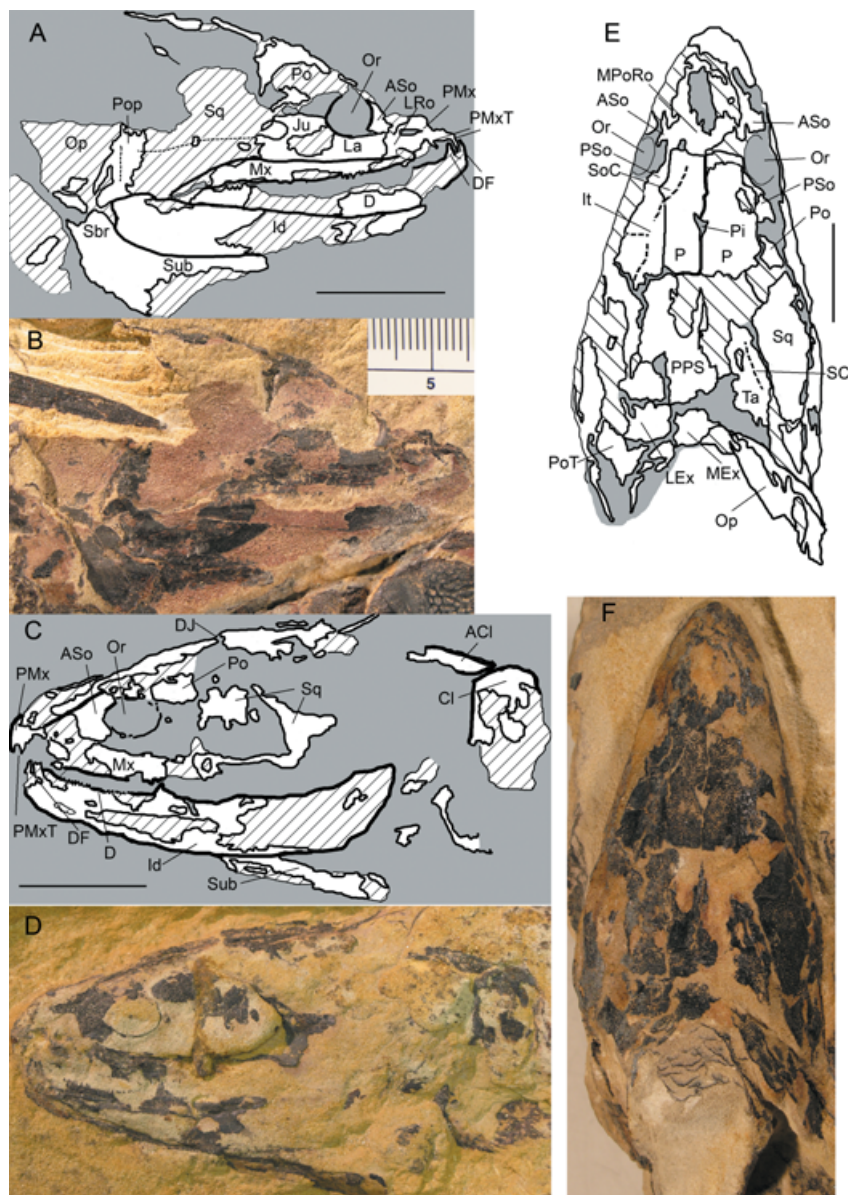 A
Po
Or
ASo
LRo
PMx
PMxT
Pop
Sq
Op
Ju
La
Mx
DF
D
Sbr
Id
Sub
B
5
C
DJ
ACl
ASo
Or
Po
Cl
PMx
Sq
Mx
PMxT
DF
D
Id
Sub
D
E
MPoRo
ASo
ASo
Or
Or
PSo
SoC
PSo
It
Po
Pi
P
P
Sq
SC
PPS
Ta
PoT
LEx
MEx
Op
F